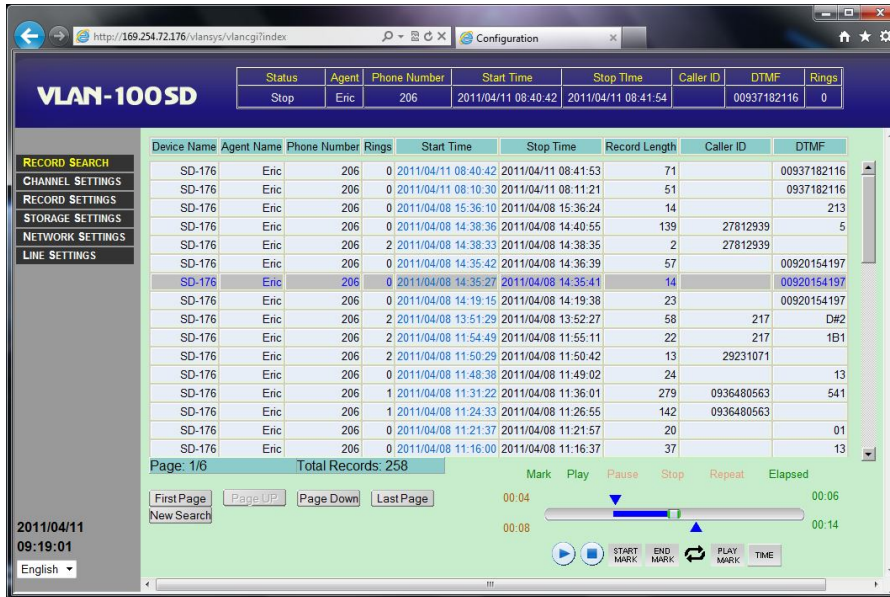 http://169.254.72.176/vlansys/vlancgi?index
Configuration
VLAN-100SD
Status Agent Phone Number Start Time Stop TIme Caller ID DTMF Rings
Stop Eric 206 2011/04/11 08:40:42 2011/04/11 08:41:54 00937182116 0
RECORD SEARCH
CHANNEL SETTINGS
RECORD SETTINGS
STORAGE SETTINGS
NETWORK SETTINGS
LINE SETTINGS
Device Name Agent Name Phone Number Rings Start Time Stop Time Record Length Caller ID DTMF
SD-176 Eric 206 0 2011/04/11 08:40:42 2011/04/11 08:41:53 71 00937182116
SD-176 Eric 206 0 2011/04/11 08:10:30 2011/04/11 08:11:21 51 0937182116
SD-176 Eric 206 0 2011/04/08 15:36:10 2011/04/08 15:36:24 14 213
SD-176 Eric 206 0 2011/04/08 14:38:36 2011/04/08 14:40:55 139 27812939 5
SD-176 Eric 206 2 2011/04/08 14:38:33 2011/04/08 14:38:35 2 27812939
SD-176 Eric 206 0 2011/04/08 14:35:42 2011/04/08 14:36:39 57 00920154197
SD-176 Eric 206 0 2011/04/08 14:35:27 2011/04/08 14:35:41 14 00920154197
SD-176 Eric 206 0 2011/04/08 14:19:15 2011/04/08 14:19:38 23 00920154197
SD-176 Eric 206 2 2011/04/08 13:51:29 2011/04/08 13:52:27 58 217 D#2
SD-176 Eric 206 2 2011/04/08 11:54:49 2011/04/08 11:55:11 22 217 1B1
SD-176 Eric 206 2 2011/04/08 11:50:29 2011/04/08 11:50:42 13 29231071
SD-176 Eric 206 0 2011/04/08 11:48:38 2011/04/08 11:49:02 24 13
SD-176 Eric 206 1 2011/04/08 11:31:22 2011/04/08 11:36:01 279 0936480563 541
SD-176 Eric 206 1 2011/04/08 11:24:33 2011/04/08 11:26:55 142 0936480563
SD-176 Eric 206 0 2011/04/08 11:21:37 2011/04/08 11:21:57 20 01
SD-176 Eric 206 0 2011/04/08 11:16:00 2011/04/08 11:16:37 37 13
Page: 1/6 Total Records: 258
First Page Page UP Page Down Last Page
New Search
Mark Play Pause Stop Repeat Elapsed
00:04 00:06
00:08 00:14
START MARK END MARK PLAY MARK TIME
2011/04/11
09:19:01
English